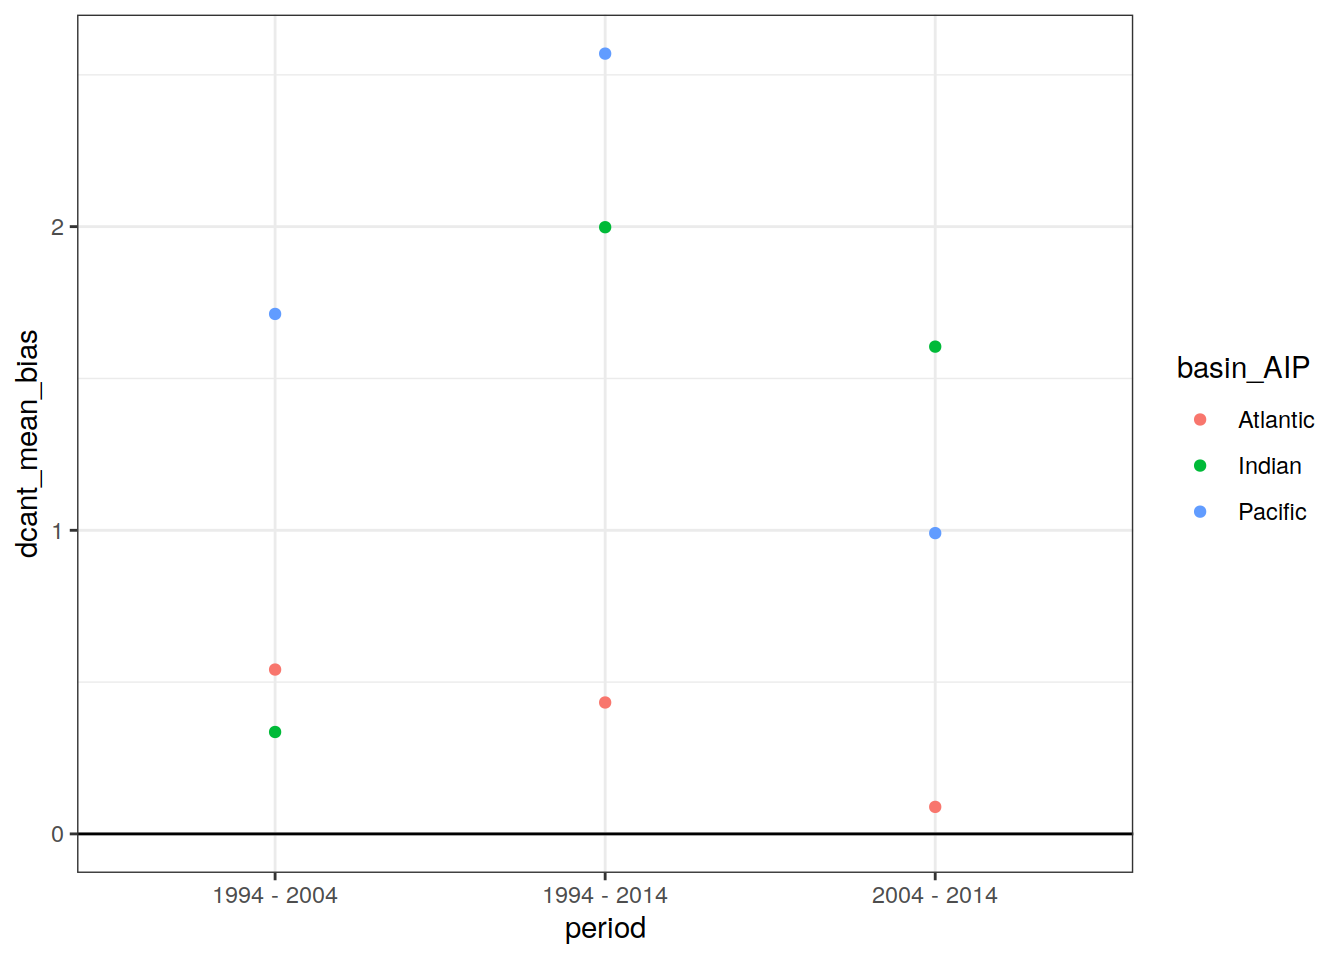 dcant_mean_bias
2
1
0
1994 - 2004
1994 - 2014
2004 - 2014
period
basin_AIP
Atlantic
Indian
Pacific